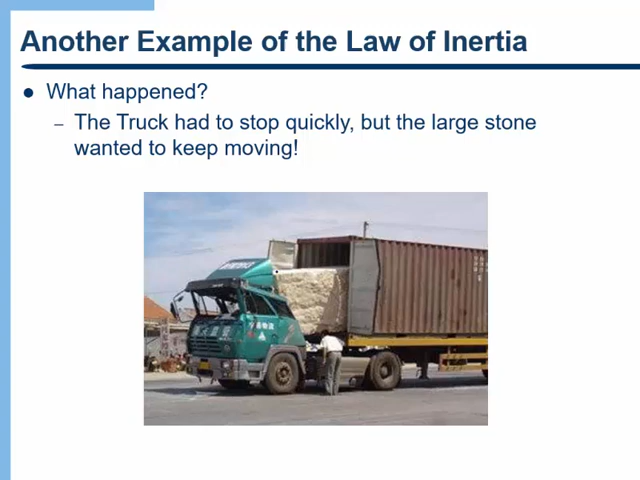 Another Example of the Law of Inertia
What happened?
– The Truck had to stop quickly, but the large stone
wanted to keep moving!